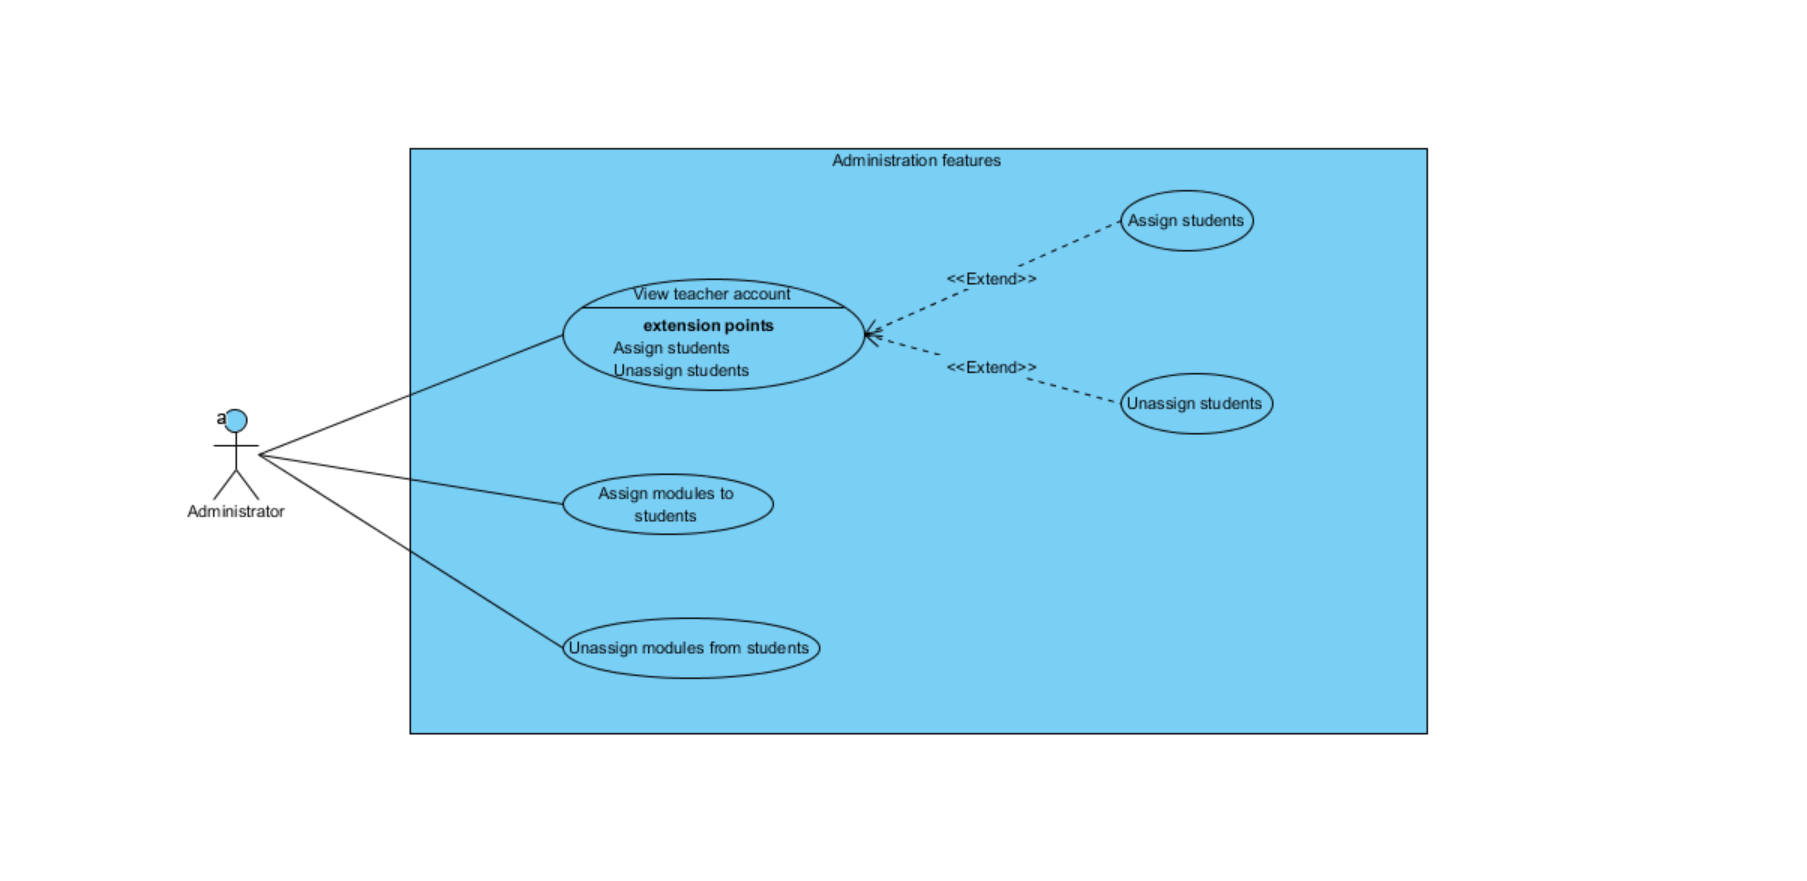 Administration features
Assign students
<<Extend>>
View teacher account
extension points
Assign students
Unassign students
<<Extend>>
Unassign students
a
Administrator
Assign modules to
students
Unassign modules from students